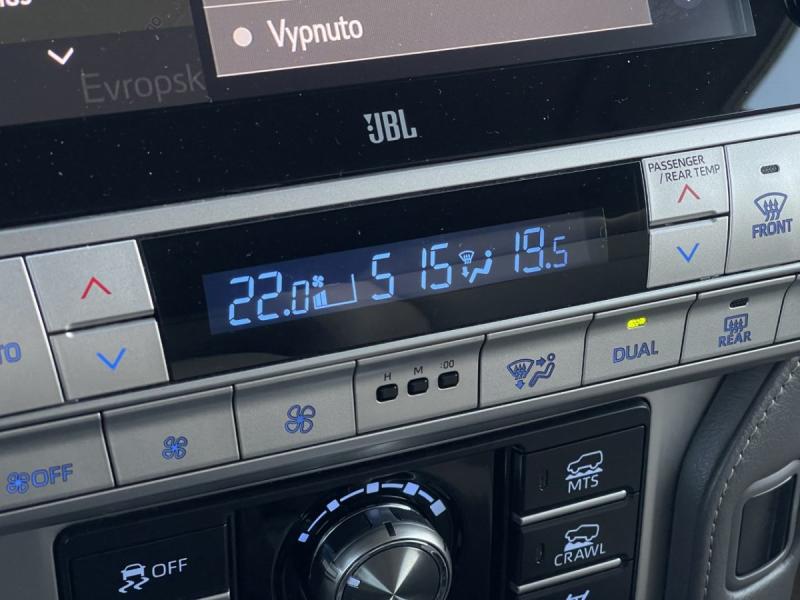 Vypnuto
Evropsk
JBL
PASSENGER
/ REAR TEMP
FRONT
22.0 5 15 19.5
H M :00
DUAL
REAR
OFF
MTS
CRAWL
OFF